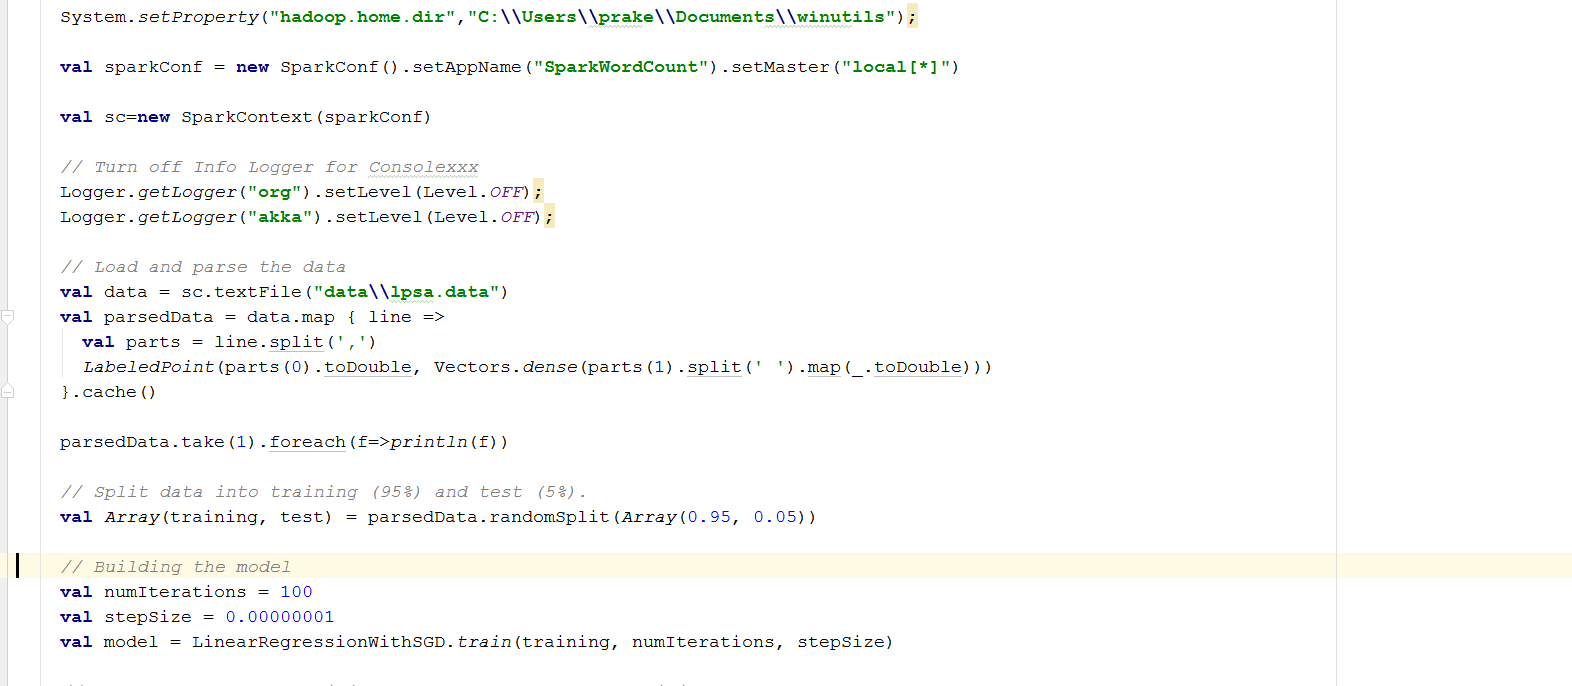 System.setProperty("hadoop.home.dir","C:\\Users\\prake\\Documents\\winutils");
val sparkConf = new SparkConf().setAppName("SparkWordCount").setMaster("local[*]")
val sc=new SparkContext(sparkConf)
// Turn off Info Logger for Consolexxx
Logger.getLogger("org").setLevel(Level.OFF);
Logger.getLogger("akka").setLevel(Level.OFF);
// Load and parse the data
val data = sc.textFile("data\\lpsa.data")
val parsedData = data.map { line =>
val parts = line.split(',')
LabeledPoint(parts(0).toDouble, Vectors.dense(parts(1).split(' ').map(_.toDouble)))
}.cache()
parsedData.take(1).foreach(f=>println(f))
// Split data into training (95%) and test (5%).
val Array(training, test) = parsedData.randomSplit(Array(0.95, 0.05))
// Building the model
val numIterations = 100
val stepSize = 0.00000001
val model = LinearRegressionWithSGD.train(training, numIterations, stepSize)